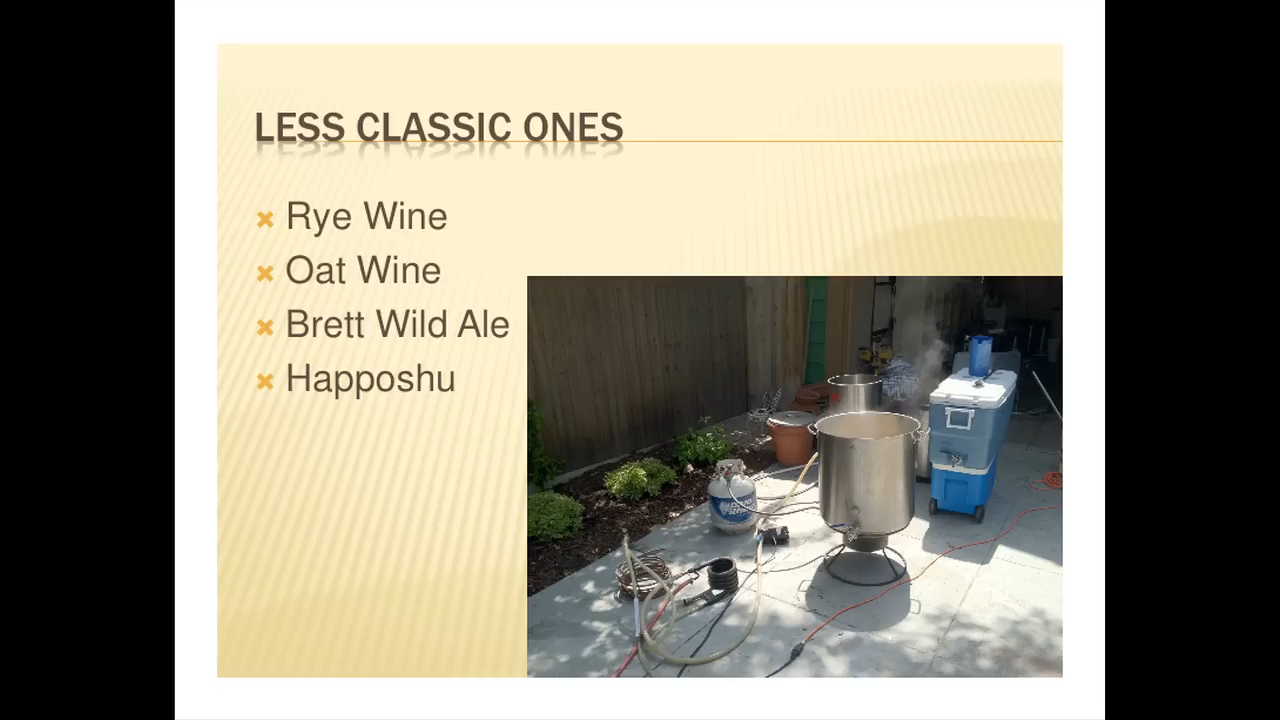 LESS CLASSIC ONES
Rye Wine
Oat Wine
Brett Wild Ale
Happoshu